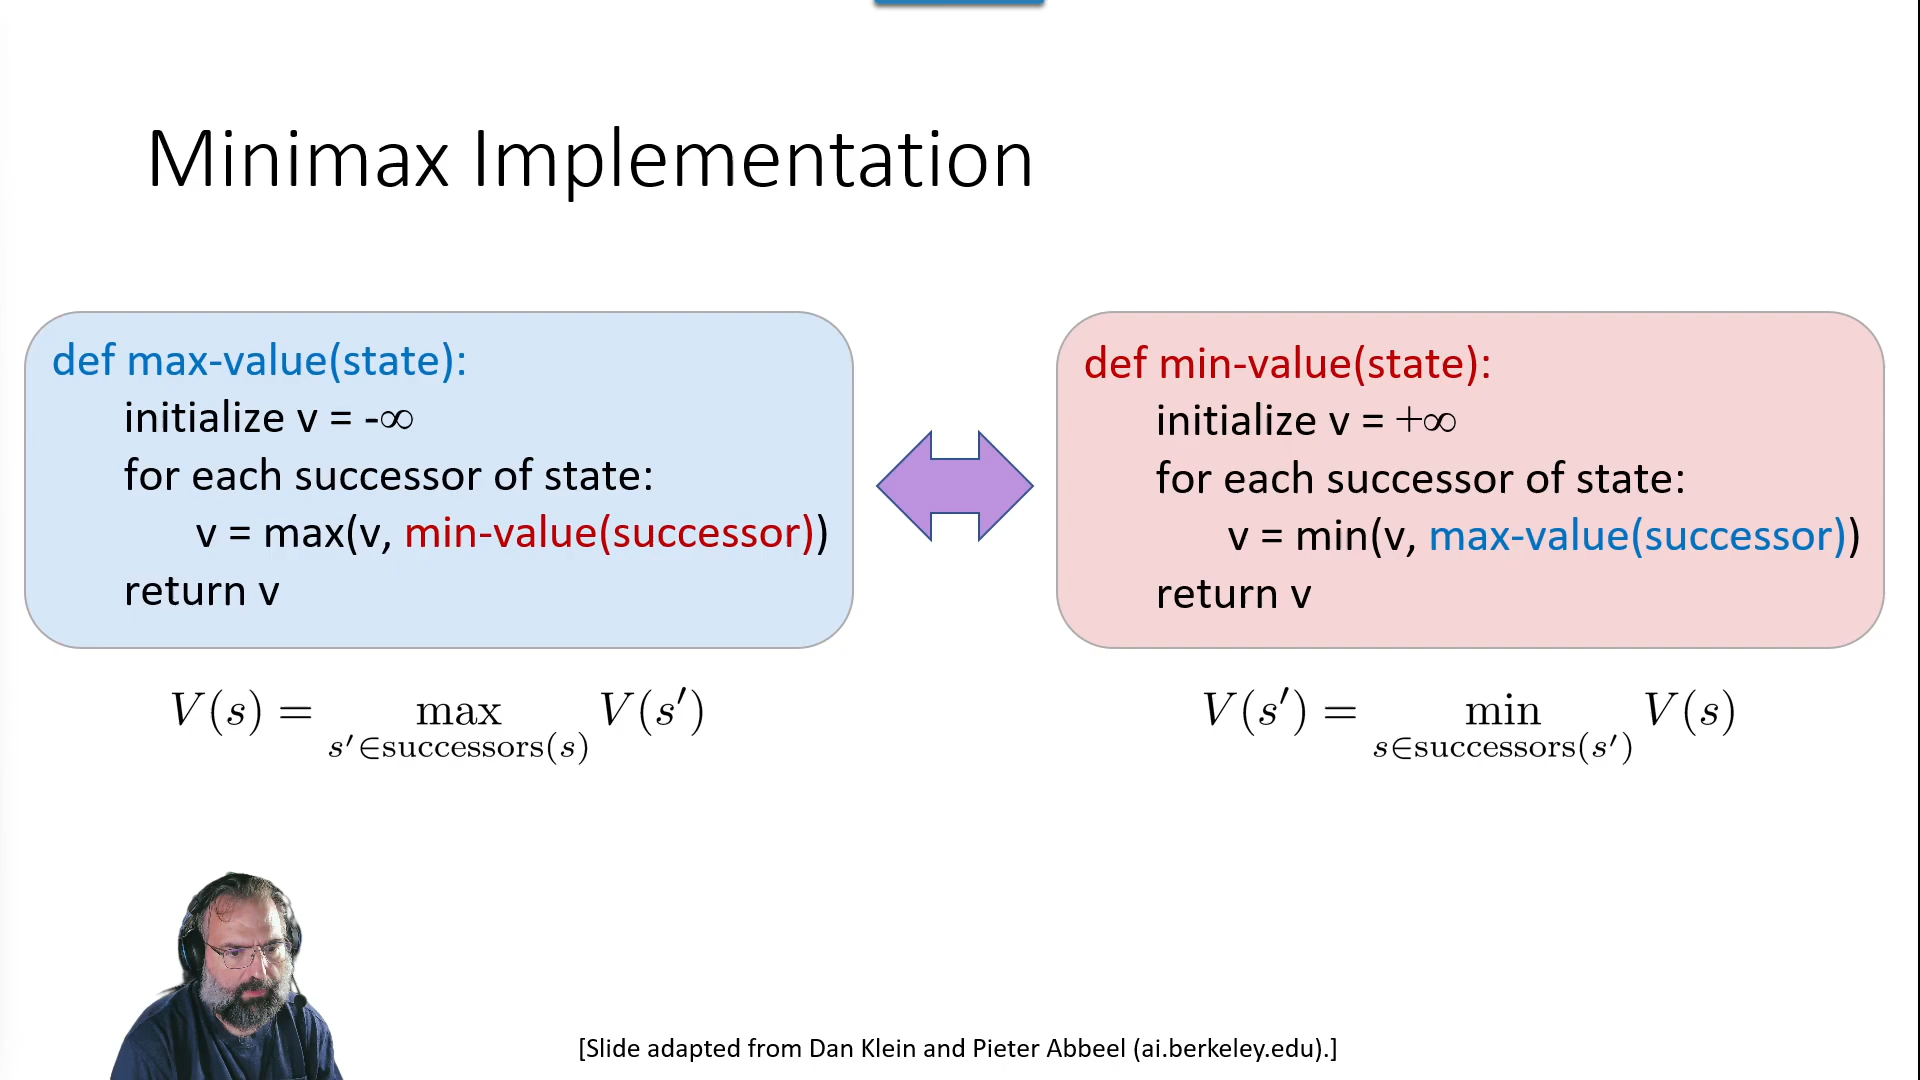 Minimax Implementation
def max-value(state):
initialize v = -∞
for each successor of state:
v = max(v, min-value(successor))
return v
V(s) = max V(s′)
s′∈successors(s)
def min-value(state):
initialize v = +∞
for each successor of state:
v = min(v, max-value(successor))
return v
V(s′) = min V(s)
s∈successors(s′)
[Slide adapted from Dan Klein and Pieter Abbeel (ai.berkeley.edu).]